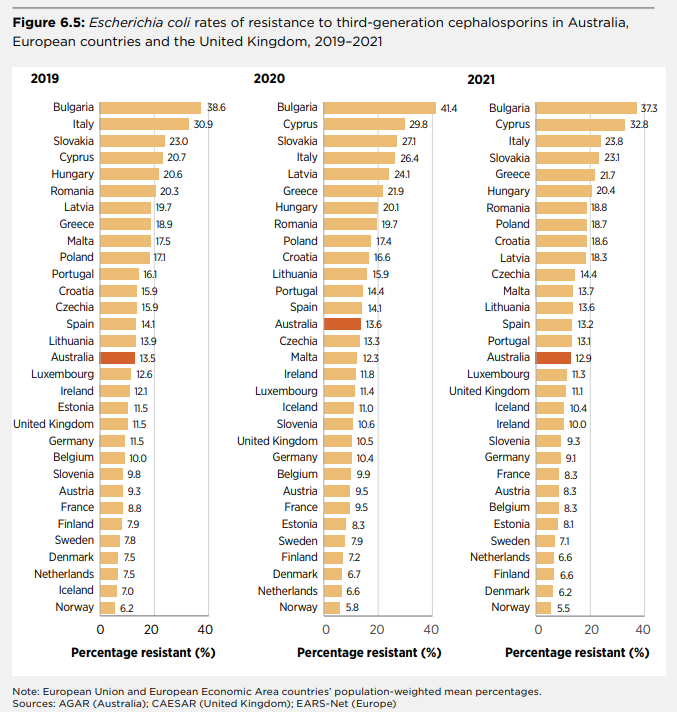 Figure 6.5: Escherichia coli rates of resistance to third-generation cephalosporins in Australia,
European countries and the United Kingdom, 2019–2021
2019
Bulgaria 38.6
Italy 30.9
Slovakia 23.0
Cyprus 20.7
Hungary 20.6
Romania 20.3
Latvia 19.7
Greece 18.9
Malta 17.5
Poland 17.1
Portugal 16.1
Croatia 15.9
Czechia 15.9
Spain 14.1
Lithuania 13.9
Australia 13.5
Luxembourg 12.6
Ireland 12.1
Estonia 11.5
United Kingdom 11.5
Germany 11.5
Belgium 10.0
Slovenia 9.8
Austria 9.3
France 8.8
Finland 7.9
Sweden 7.8
Denmark 7.5
Netherlands 7.5
Iceland 7.0
Norway 6.2
0 20 40
Percentage resistant (%)
2020
Bulgaria 41.4
Cyprus 29.8
Slovakia 27.1
Italy 26.4
Latvia 24.1
Greece 21.9
Hungary 20.1
Romania 19.7
Poland 17.4
Croatia 16.6
Lithuania 15.9
Portugal 14.4
Spain 14.1
Australia 13.6
Czechia 13.3
Malta 12.3
Ireland 11.8
Luxembourg 11.4
Iceland 11.0
Slovenia 10.6
United Kingdom 10.5
Germany 10.4
Belgium 9.9
Austria 9.5
France 9.5
Estonia 8.3
Sweden 7.9
Finland 7.2
Denmark 6.7
Netherlands 6.6
Norway 5.8
0 20 40
Percentage resistant (%)
2021
Bulgaria 37.3
Cyprus 32.8
Italy 23.8
Slovakia 23.1
Greece 21.7
Hungary 20.4
Romania 18.8
Poland 18.7
Croatia 18.6
Latvia 18.3
Czechia 14.4
Malta 13.7
Lithuania 13.6
Spain 13.2
Portugal 13.1
Australia 12.9
Luxembourg 11.3
United Kingdom 11.1
Iceland 10.4
Ireland 10.0
Slovenia 9.3
Germany 9.1
France 8.3
Austria 8.3
Belgium 8.3
Estonia 8.1
Sweden 7.1
Netherlands 6.6
Finland 6.6
Denmark 6.2
Norway 5.5
0 20 40
Percentage resistant (%)
Note: European Union and European Economic Area countries' population-weighted mean percentages.
Sources: AGAR (Australia); CAESAR (United Kingdom); EARS-Net (Europe)